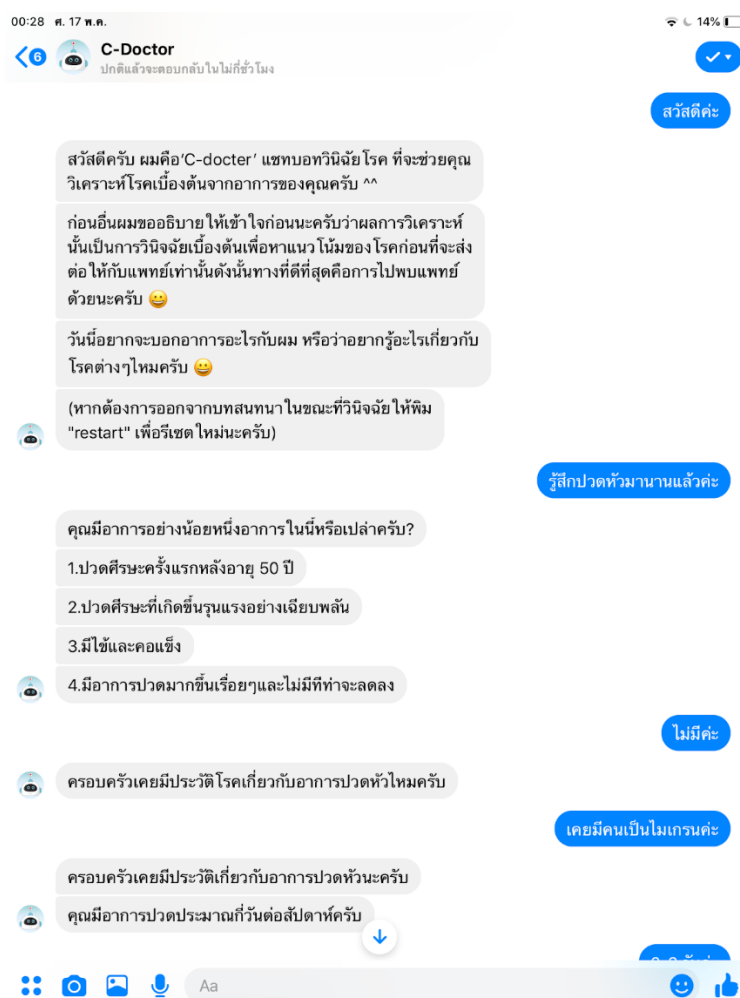 00:28 ศ. 17 พ.ค.
14%
6
C-Doctor
ปกติแล้วจะตอบกลับในไม่กี่ชั่วโมง
สวัสดีค่ะ
สวัสดีครับ ผมคือ‘C-docter’ แชทบอทวินิฉัยโรค ที่จะช่วยคุณ
วิเคราะห์โรคเบื้องต้นจากอาการของคุณครับ ^^
ก่อนอื่นผมขออธิบายให้เข้าใจก่อนนะครับว่าผลการวิเคราะห์
นั้นเป็นการวินิจฉัยเบื้องต้นเพื่อหาแนวโน้มของโรคก่อนที่จะส่ง
ต่อให้กับแพทย์เท่านั้นดังนั้นทางที่ดีที่สุดคือการไปพบแพทย์
ด้วยนะครับ 😀
วันนี้อยากจะบอกอาการอะไรกับผม หรือว่าอยากรู้อะไรเกี่ยวกับ
โรคต่างๆไหมครับ 😀
(หากต้องการออกจากบทสนทนาในขณะที่วินิจฉัยให้พิม
"restart" เพื่อรีเซตใหม่นะครับ)
รู้สึกปวดหัวมานานแล้วค่ะ
คุณมีอาการอย่างน้อยหนึ่งอาการในนี้หรือเปล่าครับ?
1.ปวดศีรษะครั้งแรกหลังอายุ 50 ปี
2.ปวดศีรษะที่เกิดขึ้นรุนแรงอย่างเฉียบพลัน
3.มีไข้และคอแข็ง
4.มีอาการปวดมากขึ้นเรื่อยๆและไม่มีทีท่าจะลดลง
ไม่มีค่ะ
ครอบครัวเคยมีประวัติโรคเกี่ยวกับอาการปวดหัวไหมครับ
เคยมีคนเป็นไมเกรนค่ะ
ครอบครัวเคยมีประวัติเกี่ยวกับอาการปวดหัวนะครับ
คุณมีอาการปวดประมาณกี่วันต่อสัปดาห์ครับ
Aa